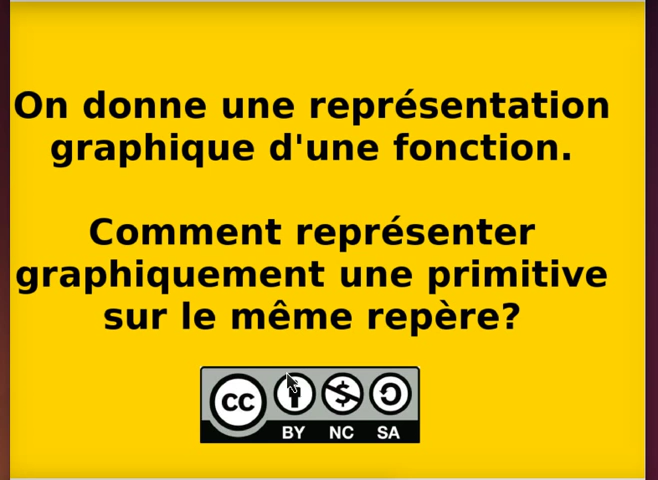 On donne une représentation
graphique d'une fonction.
Comment représenter
graphiquement une primitive
sur le même repère?
cc
BY NC SA